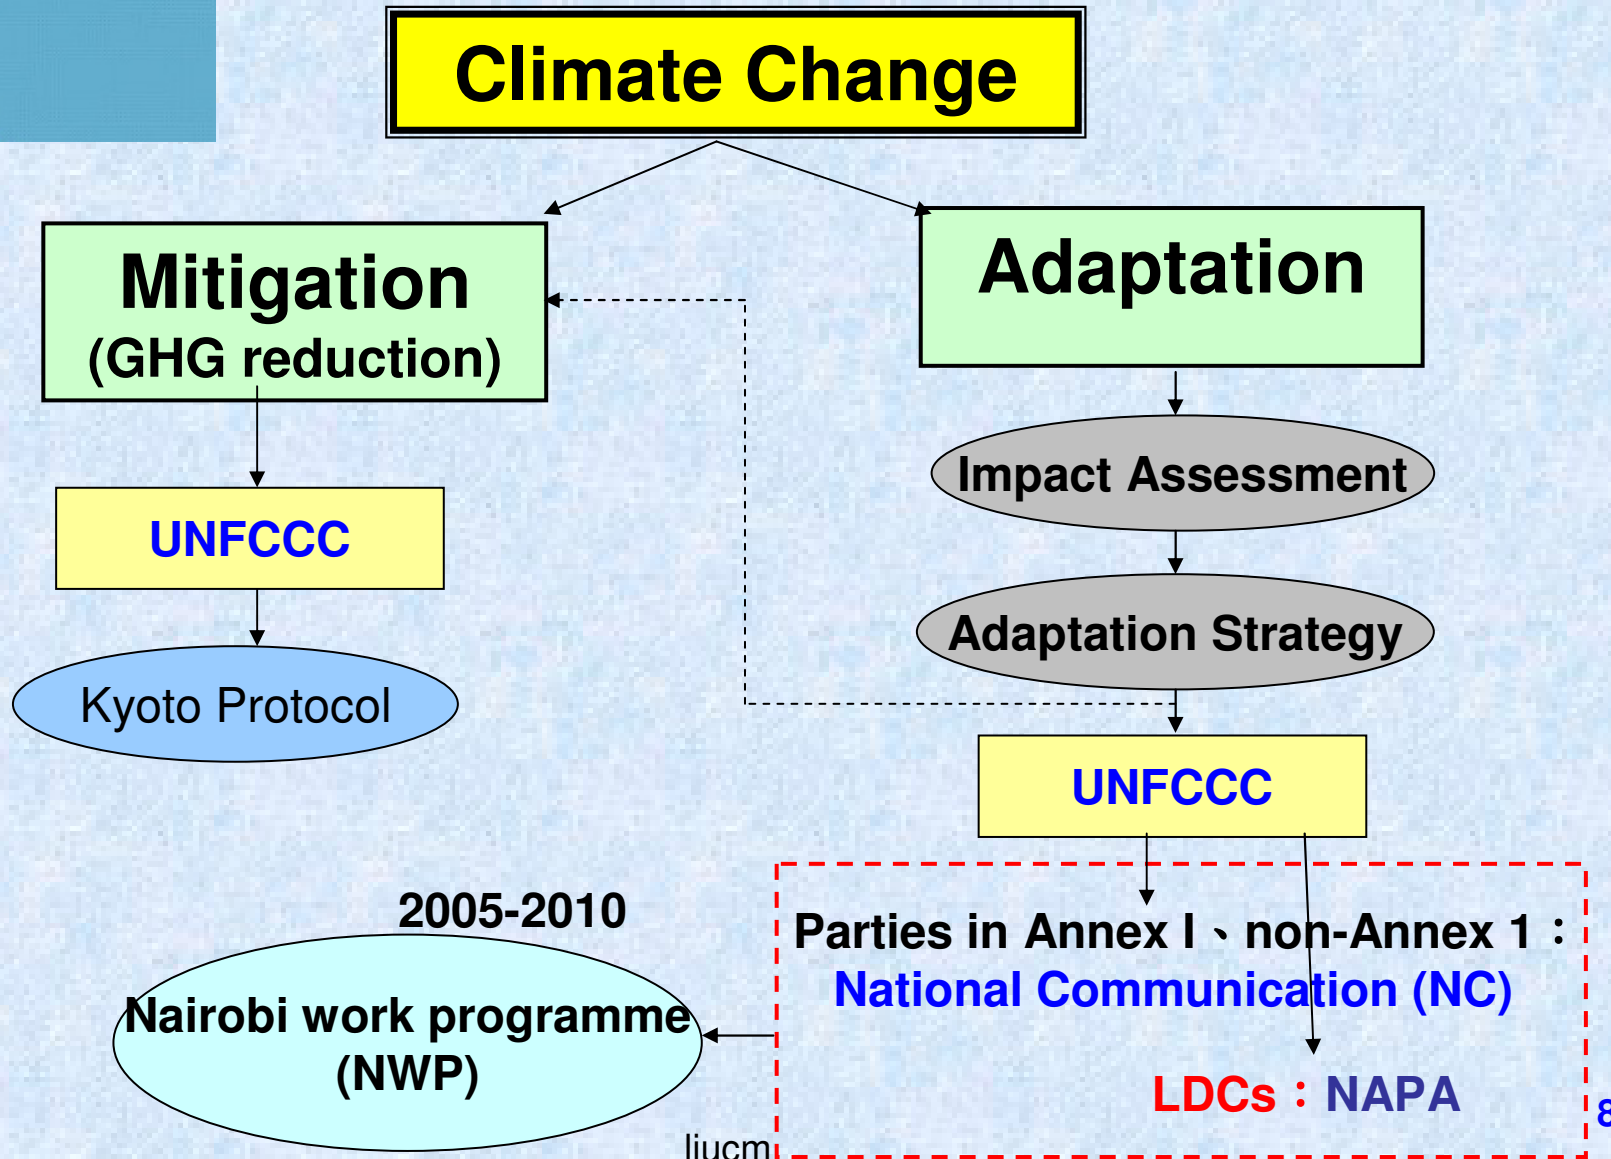 Climate Change
Mitigation
(GHG reduction)
Adaptation
Impact Assessment
UNFCCC
Adaptation Strategy
Kyoto Protocol
UNFCCC
2005-2010
Nairobi work programme
(NWP)
Parties in Annex I、non-Annex 1：
National Communication (NC)
LDCs：NAPA
8
liucm